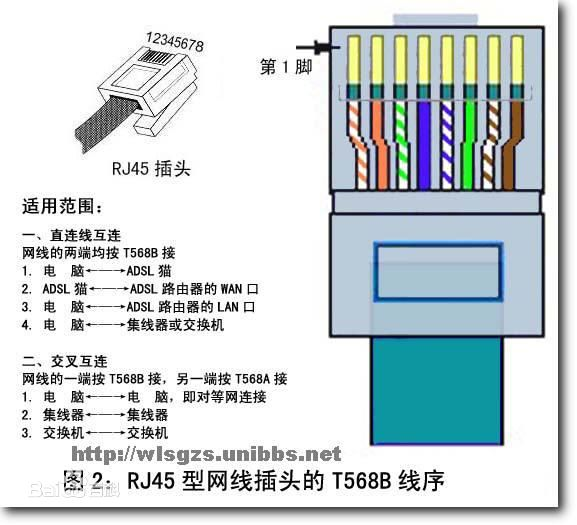 12345678
第1脚
RJ45 插头
适用范围：
一、直连线互连
网线的两端均按 T568B 接
1. 电 脑←——→ADSL 猫
2. ADSL 猫←——→ADSL 路由器的 WAN 口
3. 电 脑←——→ADSL 路由器的 LAN 口
4. 电 脑←——→集线器或交换机
二、交叉互连
网线的一端按 T568B 接，另一端按 T568A 接
1. 电 脑←——→电 脑，即对等网连接
2. 集线器←——→集线器
3. 交换机←——→交换机
http://wlsgzs.unibbs.net
图 2：RJ45 型网线插头的 T568B 线序
Bai百科